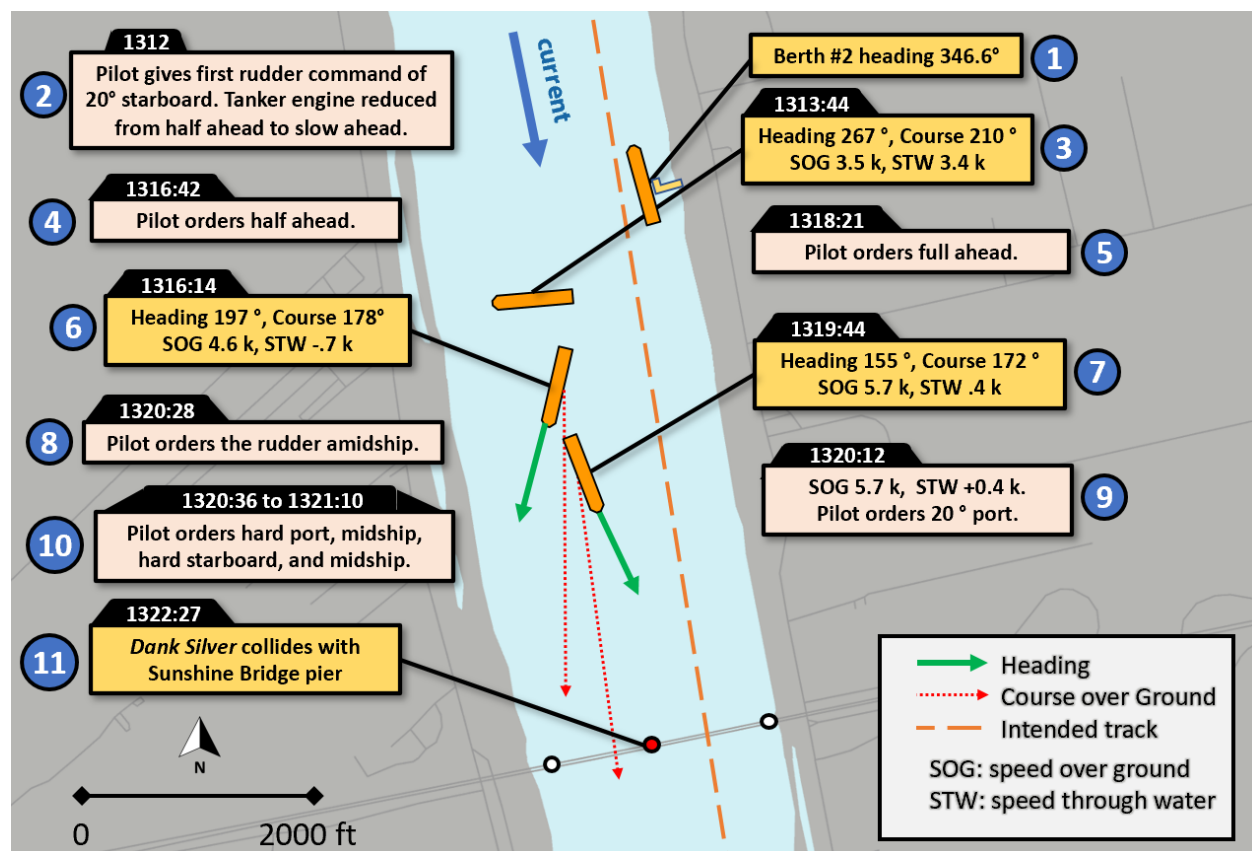 1312
2
Pilot gives first rudder command of
20° starboard. Tanker engine reduced
from half ahead to slow ahead.
current
Berth #2 heading 346.6°
1
1313:44
Heading 267 °, Course 210 °
SOG 3.5 k, STW 3.4 k
3
1316:42
4
Pilot orders half ahead.
1318:21
Pilot orders full ahead.
5
1316:14
6
Heading 197 °, Course 178°
SOG 4.6 k, STW -.7 k
1319:44
Heading 155 °, Course 172 °
SOG 5.7 k, STW .4 k
7
1320:28
8
Pilot orders the rudder amidship.
1320:12
SOG 5.7 k, STW +0.4 k.
Pilot orders 20 ° port.
9
1320:36 to 1321:10
10
Pilot orders hard port, midship,
hard starboard, and midship.
1322:27
11
Dank Silver collides with
Sunshine Bridge pier
N
0 2000 ft
Heading
Course over Ground
Intended track
SOG: speed over ground
STW: speed through water